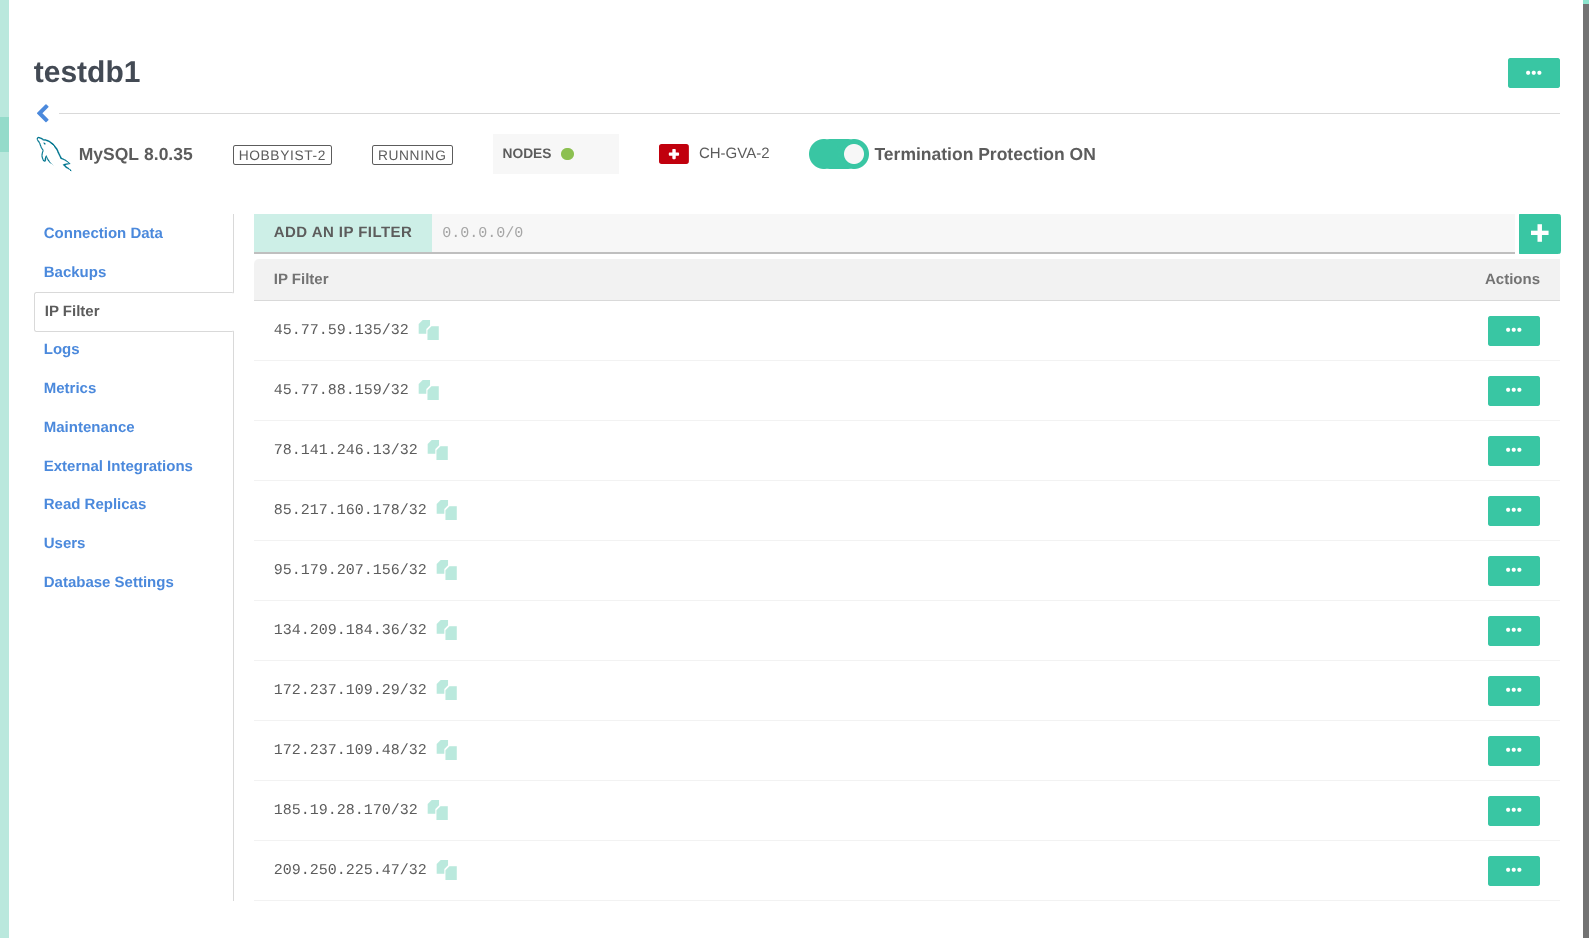 testdb1
MySQL 8.0.35
HOBBYIST-2
RUNNING
NODES
CH-GVA-2
Termination Protection ON
Connection Data
Backups
IP Filter
Logs
Metrics
Maintenance
External Integrations
Read Replicas
Users
Database Settings
ADD AN IP FILTER 0.0.0.0/0
IP Filter Actions
45.77.59.135/32
45.77.88.159/32
78.141.246.13/32
85.217.160.178/32
95.179.207.156/32
134.209.184.36/32
172.237.109.29/32
172.237.109.48/32
185.19.28.170/32
209.250.225.47/32